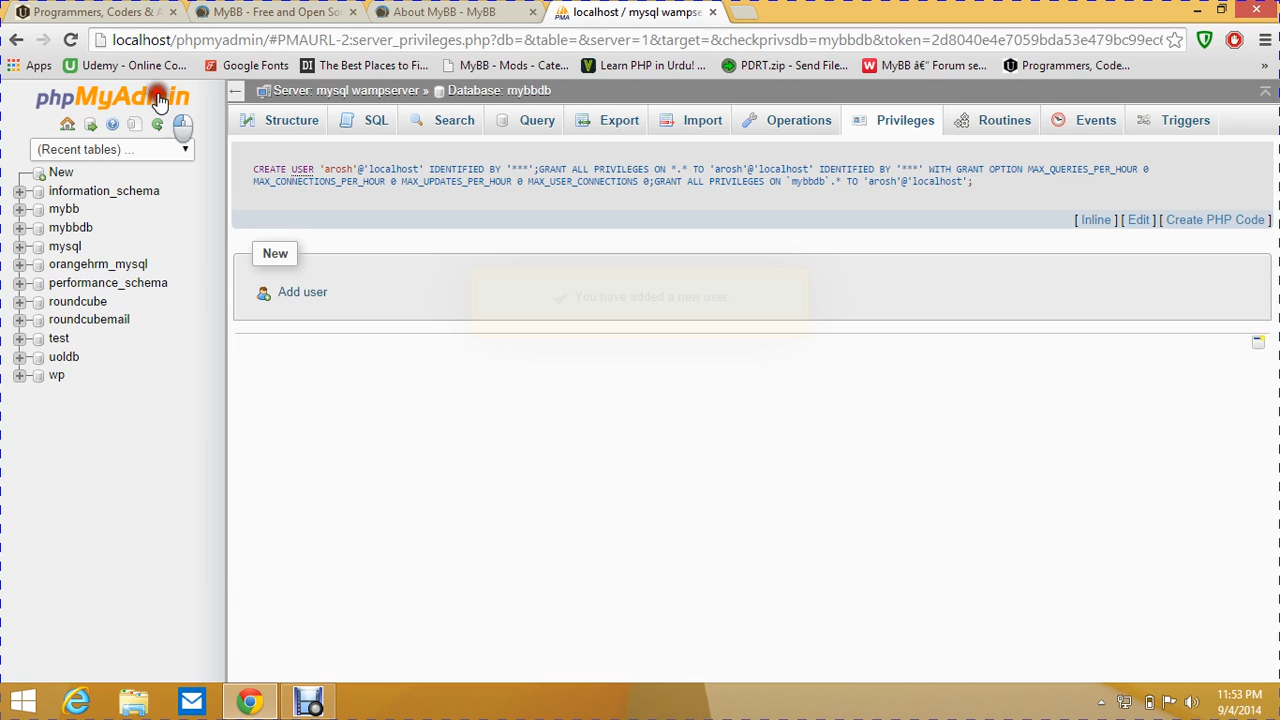 Programmers, Coders & A
MyBB - Free and Open So
About MyBB - MyBB
localhost / mysql wampse
localhost/phpmyadmin/#PMAURL-2:server_privileges.php?db=&table=&server=1&target=&checkprivsdb=mybbdb&token=2d8040e4e7059bda53e479bc99ec
Apps
Udemy - Online Co...
Google Fonts
The Best Places to Fi...
MyBB - Mods - Cate...
Learn PHP in Urdu! ...
PDF1.zip - Send File...
MyBB â€" Forum se...
Programmers, Code...
»
phpMyAdmin
Server: mysql wampserver » Database: mybbdb
Structure
SQL
Search
Query
Export
Import
Operations
Privileges
Routines
Events
Triggers
(Recent tables) ...
New
information_schema
mybb
mybbdb
mysql
orangehrm_mysql
performance_schema
roundcube
roundcubemail
test
uoldb
wp
CREATE USER 'arosh'@'localhost' IDENTIFIED BY '***';GRANT ALL PRIVILEGES ON *.* TO 'arosh'@'localhost' IDENTIFIED BY '***' WITH GRANT OPTION MAX_QUERIES_PER_HOUR 0
MAX_CONNECTIONS_PER_HOUR 0 MAX_UPDATES_PER_HOUR 0 MAX_USER_CONNECTIONS 0;GRANT ALL PRIVILEGES ON `mybbdb`.* TO 'arosh'@'localhost';
[ Inline ] [ Edit ] [ Create PHP Code ]
New
Add user
You have added a new user
11:53 PM
9/4/2014